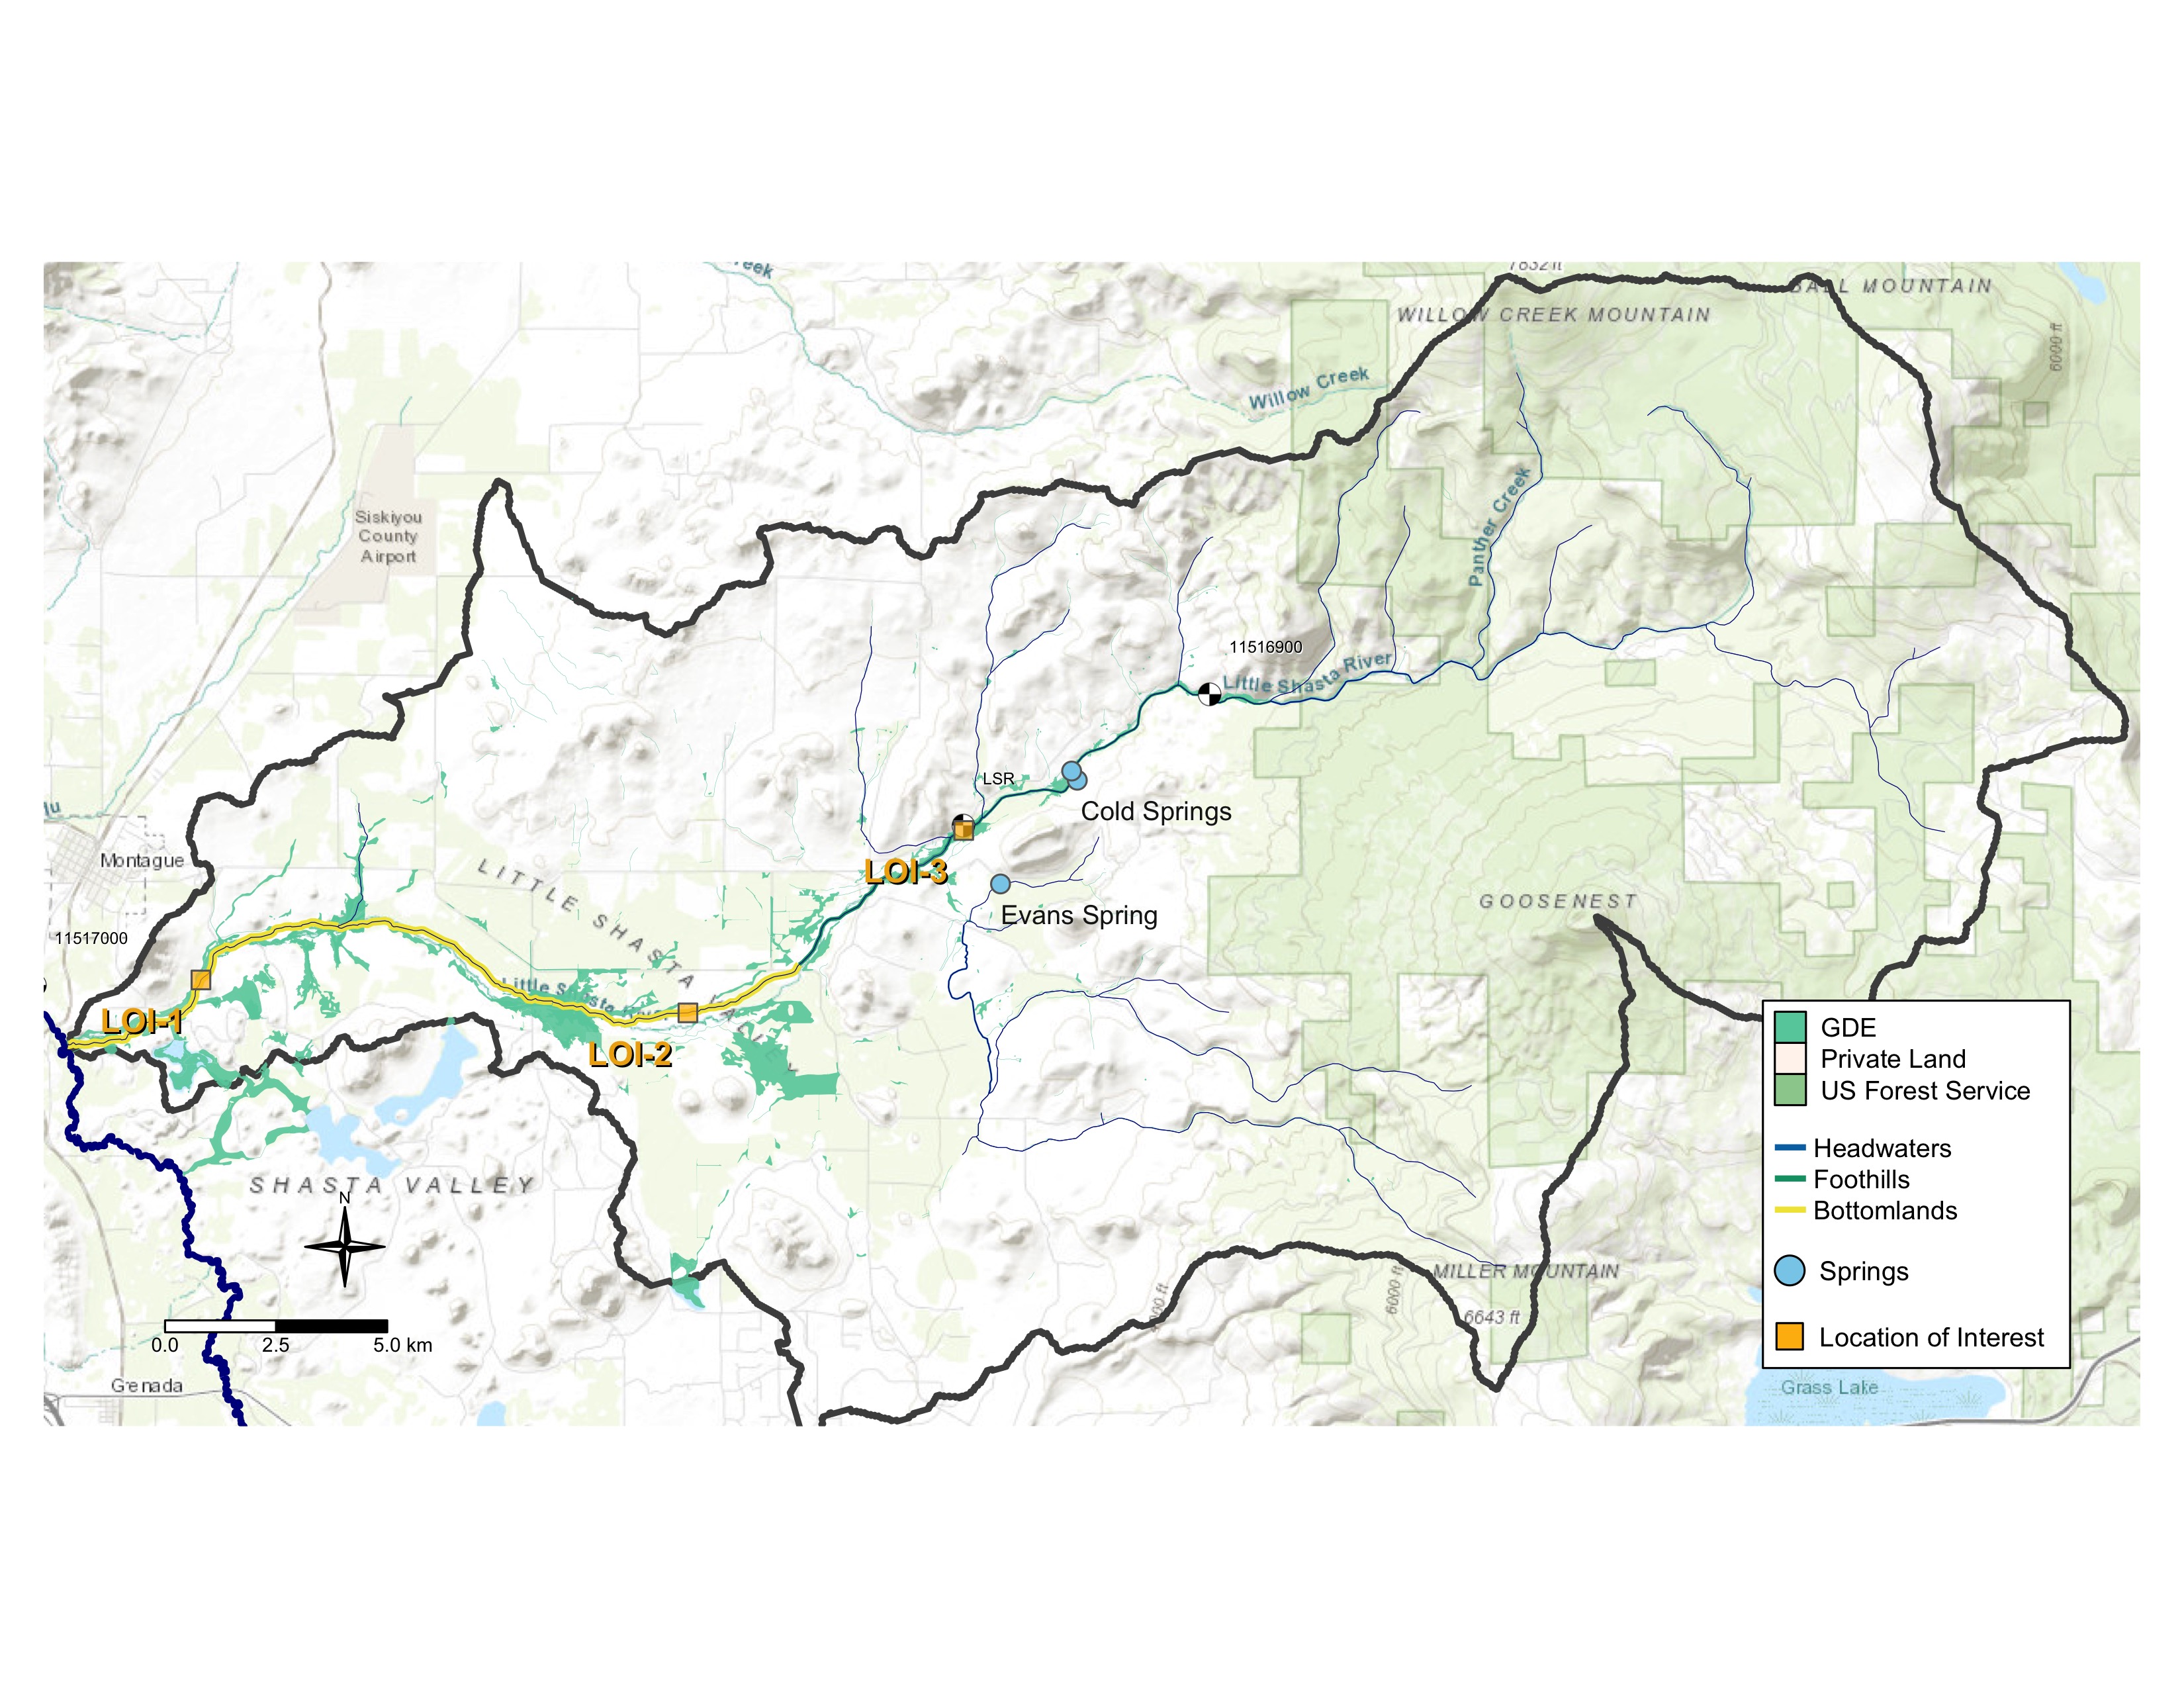 reek
7832 ft
BALL MOUNTAIN
WILLOW CREEK MOUNTAIN
6000 ft
Willow Creek
Siskiyou
County
Airport
Panther Creek
11516900
Little Shasta River
LSR
Cold Springs
Montague
LOI-3
LITTLE SHASTA VALLEY
Evans Spring
GOOSENEST
11517000
Little Shasta River
LOI-1
LOI-2
GDE
Private Land
US Forest Service
Headwaters
Foothills
Bottomlands
Springs
Location of Interest
SHASTA VALLEY
N
0.0 2.5 5.0 km
MILLER MOUNTAIN
6643 ft
6000 ft
Grenada
Grass Lake